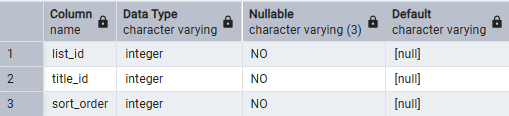 Column Data Type Nullable Default
name character varying character varying (3) character varying
1 list_id integer NO [null]
2 title_id integer NO [null]
3 sort_order integer NO [null]